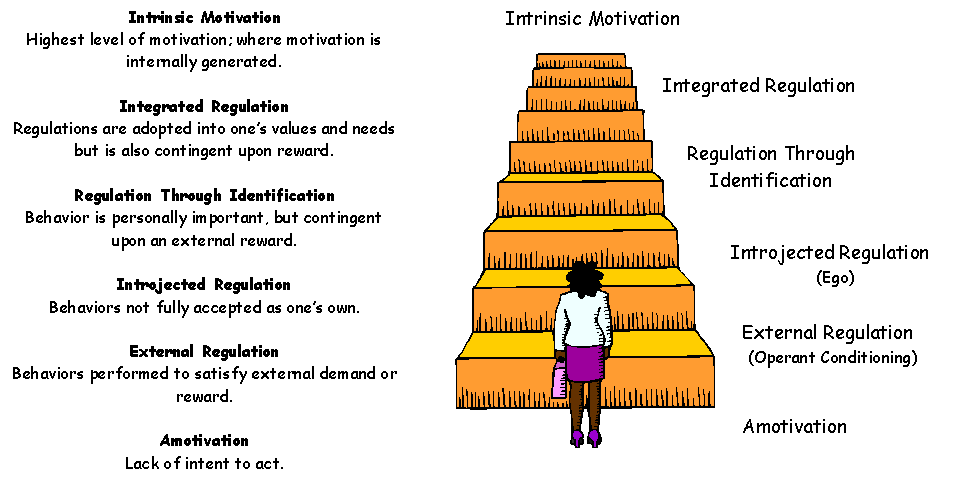 Intrinsic Motivation
Highest level of motivation; where motivation is
internally generated.
Integrated Regulation
Regulations are adopted into one's values and needs
but is also contingent upon reward.
Regulation Through Identification
Behavior is personally important, but contingent
upon an external reward.
Introjected Regulation
Behaviors not fully accepted as one's own.
External Regulation
Behaviors performed to satisfy external demand or
reward.
Amotivation
Lack of intent to act.
Intrinsic Motivation
Integrated Regulation
Regulation Through
Identification
Introjected Regulation
(Ego)
External Regulation
(Operant Conditioning)
Amotivation